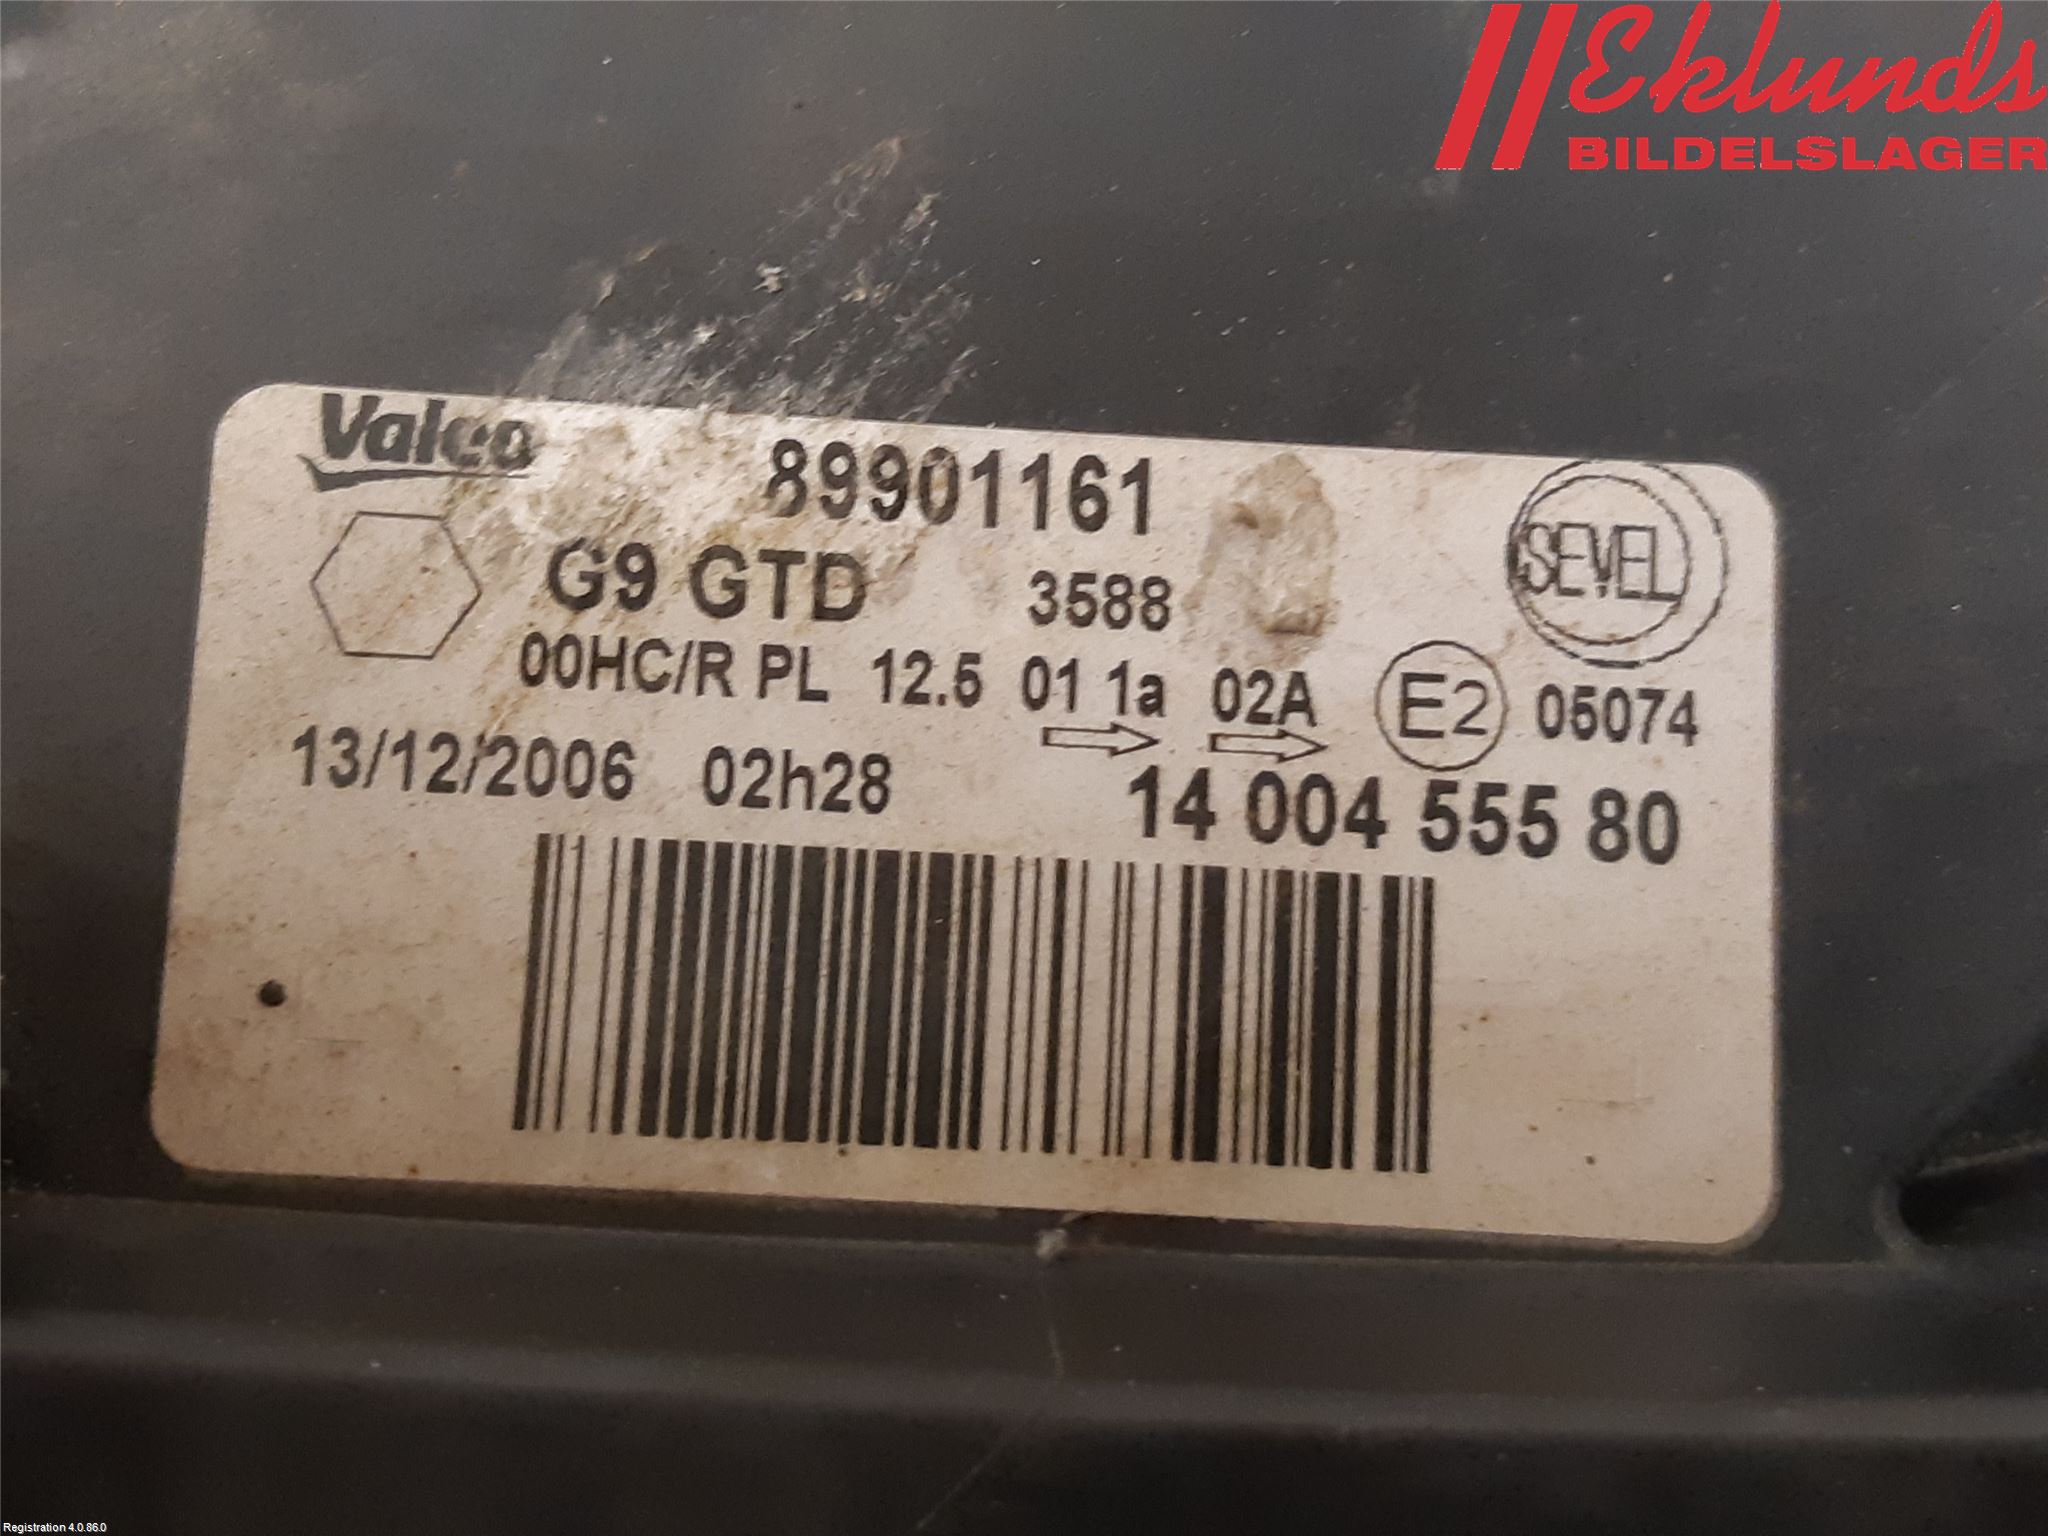 Eklunds
BILDELSLAGER
Valeo 89901161
SEVEL
G9 GTD 3588
00HC/R PL 12.5 01 1a 02A E2 05074
13/12/2006 02h28
14 004 555 80
Registration 4.0.86.0